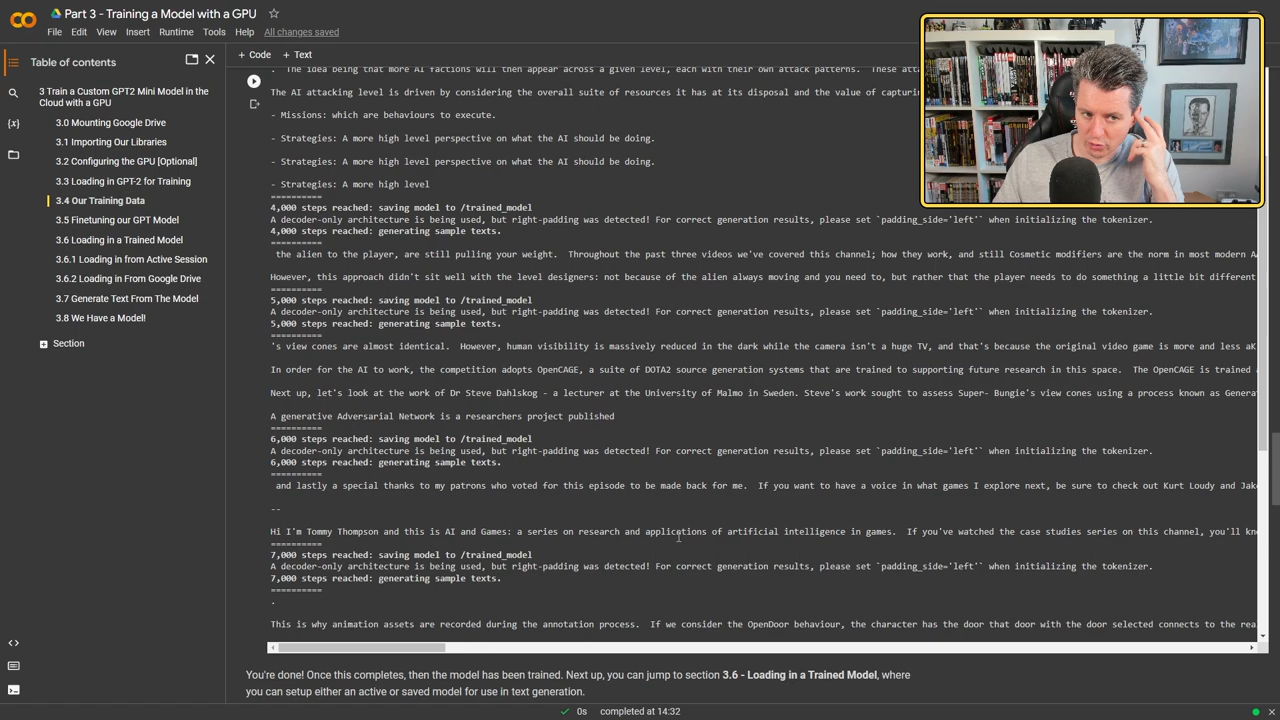 Part 3 - Training a Model with a GPU
File Edit View Insert Runtime Tools Help All changes saved
Table of contents
3 Train a Custom GPT2 Mini Model in the
Cloud with a GPU
3.0 Mounting Google Drive
3.1 Importing Our Libraries
3.2 Configuring the GPU [Optional]
3.3 Loading in GPT-2 for Training
3.4 Our Training Data
3.5 Finetuning our GPT Model
3.6 Loading in a Trained Model
3.6.1 Loading in from Active Session
3.6.2 Loading in From Google Drive
3.7 Generate Text From The Model
3.8 We Have a Model!
Section
+ Code + Text
. The idea being that more AI factions will then appear across a given level, each with their own attack patterns. These
The AI attacking level is driven by considering the overall suite of resources it has at its disposal and the value of
- Missions: which are behaviours to execute.
- Strategies: A more high level perspective on what the AI should be doing.
- Strategies: A more high level perspective on what the AI should be doing.
- Strategies: A more high level
==========
4,000 steps reached: saving model to /trained_model
A decoder-only architecture is being used, but right-padding was detected! For correct generation results, please set `padding_side='left'` when initializing the tokenizer.
4,000 steps reached: generating sample texts.
==========
the alien to the player, are still pulling your weight. Throughout the past three videos we've covered this channel; how they work, and still Cosmetic modifiers are the norm in most modern
However, this approach didn't sit well with the level designers: not because of the alien always moving and you need to, but rather that the player needs to do something a little bit different
==========
5,000 steps reached: saving model to /trained_model
A decoder-only architecture is being used, but right-padding was detected! For correct generation results, please set `padding_side='left'` when initializing the tokenizer.
5,000 steps reached: generating sample texts.
==========
's view cones are almost identical. However, human visibility is massively reduced in the dark while the camera isn't a huge TV, and that's because the original video game is more and less aK
In order for the AI to work, the competition adopts OpenCAGE, a suite of DOTA2 source generation systems that are trained to supporting future research in this space. The OpenCAGE is trained
Next up, let's look at the work of Dr Steve Dahlskog - a lecturer at the University of Malmo in Sweden. Steve's work sought to assess Super- Bungie's view cones using a process known as Genera
A generative Adversarial Network is a researchers project published
==========
6,000 steps reached: saving model to /trained_model
A decoder-only architecture is being used, but right-padding was detected! For correct generation results, please set `padding_side='left'` when initializing the tokenizer.
6,000 steps reached: generating sample texts.
==========
and lastly a special thanks to my patrons who voted for this episode to be made back for me. If you want to have a voice in what games I explore next, be sure to check out Kurt Loudy and Jak
--
Hi I'm Tommy Thompson and this is AI and Games: a series on research and applications of artificial intelligence in games. If you've watched the case studies series on this channel, you'll kn
==========
7,000 steps reached: saving model to /trained_model
A decoder-only architecture is being used, but right-padding was detected! For correct generation results, please set `padding_side='left'` when initializing the tokenizer.
7,000 steps reached: generating sample texts.
==========
.
This is why animation assets are recorded during the annotation process. If we consider the OpenDoor behaviour, the character has the door that door with the door selected connects to the rea
You're done! Once this completes, then the model has been trained. Next up, you can jump to section 3.6 - Loading in a Trained Model, where
you can setup either an active or saved model for use in text generation.
0s completed at 14:32